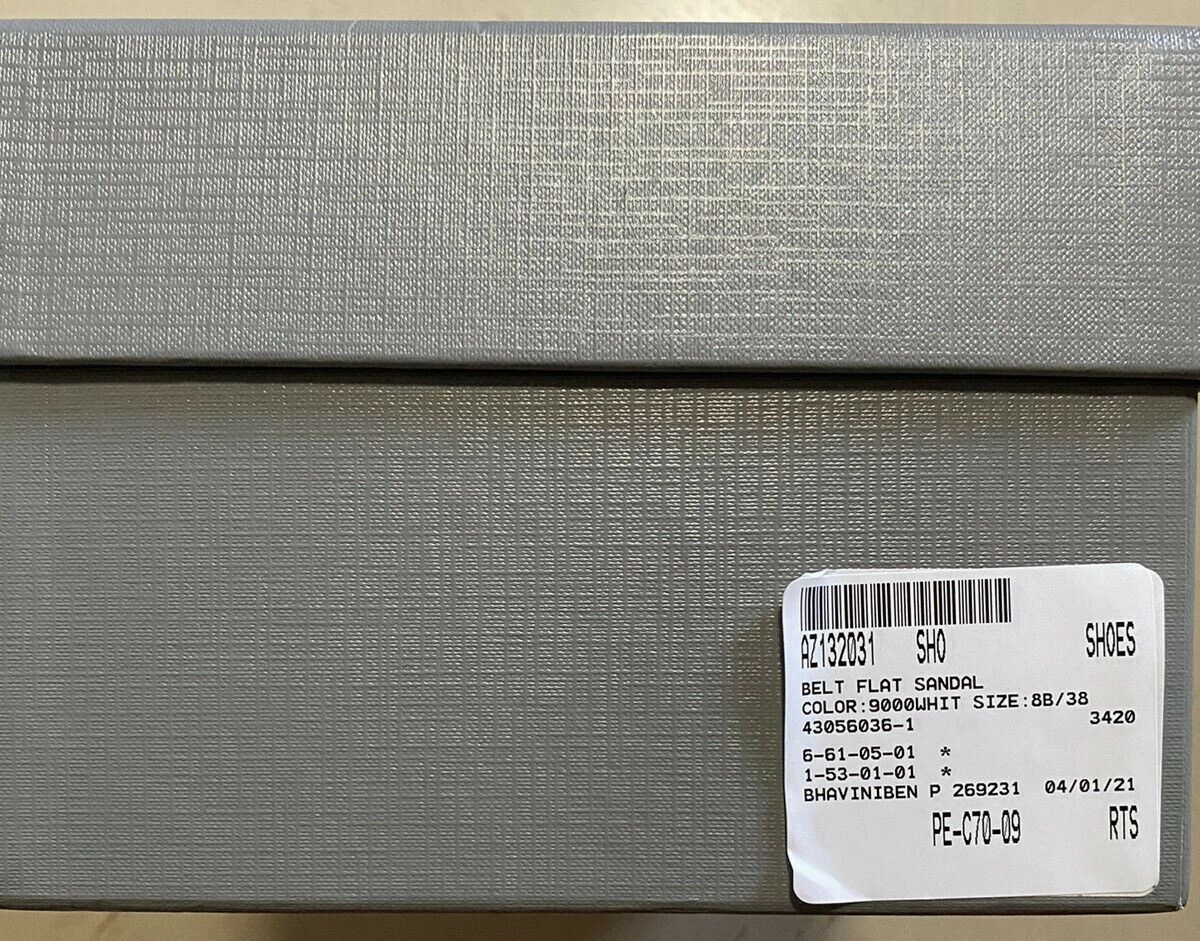 AZ132031 SHO SHOES
BELT FLAT SANDAL
COLOR:9000WHIT SIZE:8B/38
43056036-1 3420
6-61-05-01 *
1-53-01-01 *
BHAVINIBEN P 269231 04/01/21
PE-C70-09 RTS